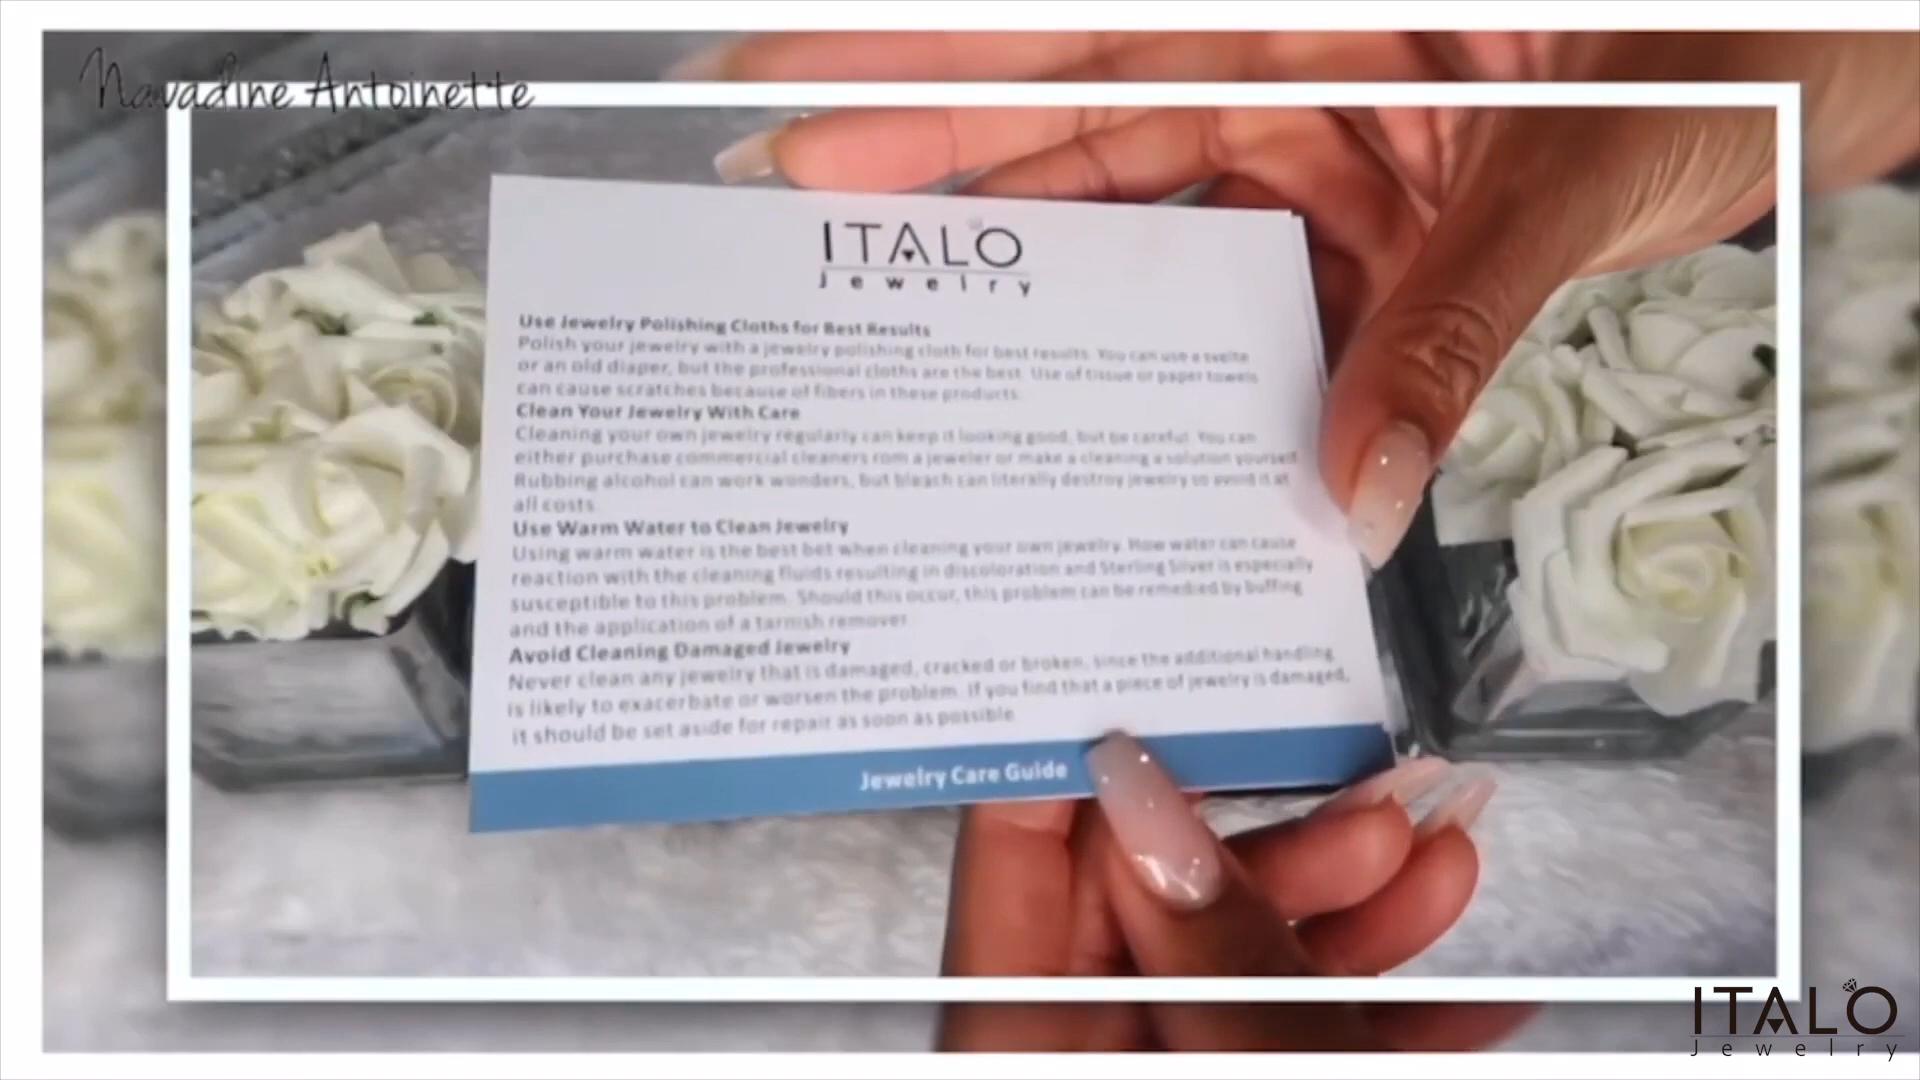 Navadine Antoinette
ITALO
Jewelry
Use Jewelry Polishing Cloths for Best Results
Polish your jewelry with a jewelry polishing cloth for best results. You can use a svelte
or an old diaper, but the professional cloths are the best. Use of tissue or paper towels
can cause scratches because of fibers in these products.
Clean Your Jewelry With Care
Cleaning your own jewelry regularly can keep it looking good, but be careful. You can
either purchase commercial cleaners rom a jeweler or make a cleaning a solution yourself.
Rubbing alcohol can work wonders, but bleach can literally destroy jewelry so avoid it at
all costs.
Use Warm Water to Clean Jewelry
Using warm water is the best bet when cleaning your own jewelry. How water can cause
reaction with the cleaning fluids resulting in discoloration and Sterling Silver is especially
susceptible to this problem. Should this occur, this problem can be remedied by buffing
and the application of a tarnish remover.
Avoid Cleaning Damaged Jewelry
Never clean any jewelry that is damaged, cracked or broken, since the additional handling
is likely to exacerbate or worsen the problem. If you find that a piece of jewelry is damaged,
it should be set aside for repair as soon as possible.
Jewelry Care Guide
ITALO
Jewelry